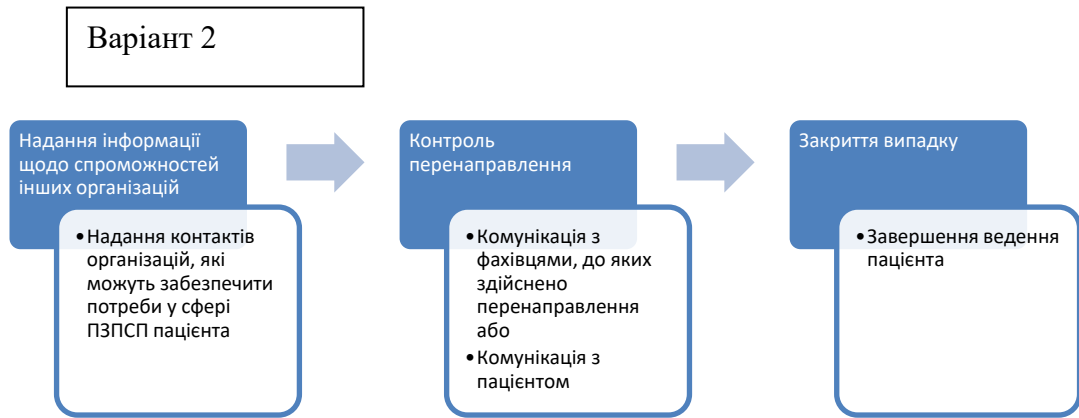 Варіант 2
Надання інформації
щодо спроможностей
інших організацій
•Надання контактів
організацій, які
можуть забезпечити
потреби у сфері
ПЗПСП пацієнта
Контроль
перенаправлення
•Комунікація з
фахівцями, до яких
здійснено
перенаправлення
або
•Комунікація з
пацієнтом
Закриття випадку
•Завершення ведення
пацієнта